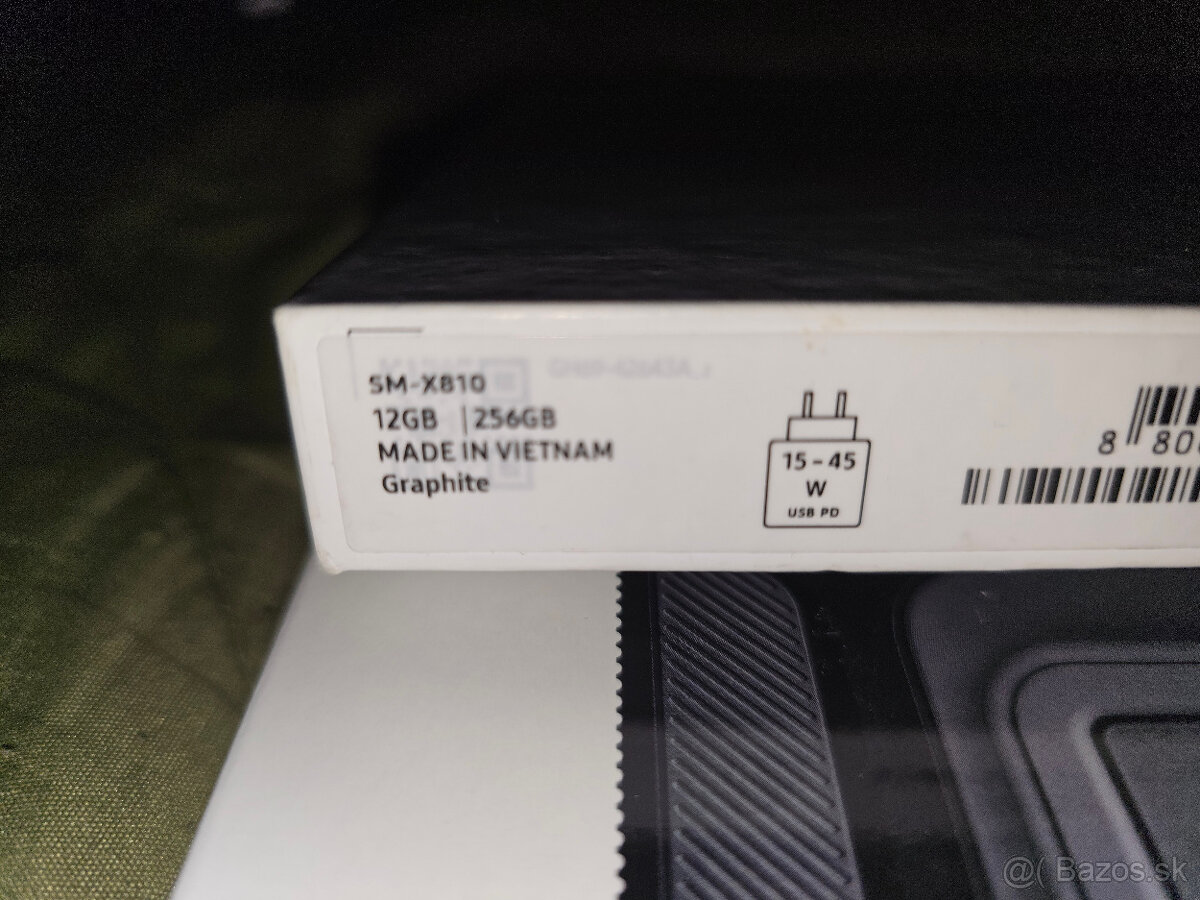 SM-X810
12GB | 256GB
MADE IN VIETNAM
Graphite
15 - 45
W
USB PD
8 80
@( Bazos.sk